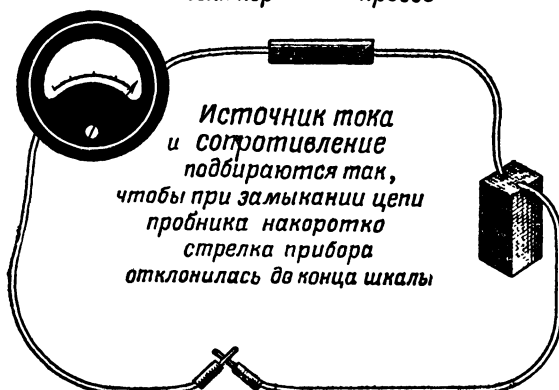 Источник тока
и сопротивление
подбираются так,
чтобы при замыкании цепи
пробника накоротко
стрелка прибора
отклонилась до конца шкалы